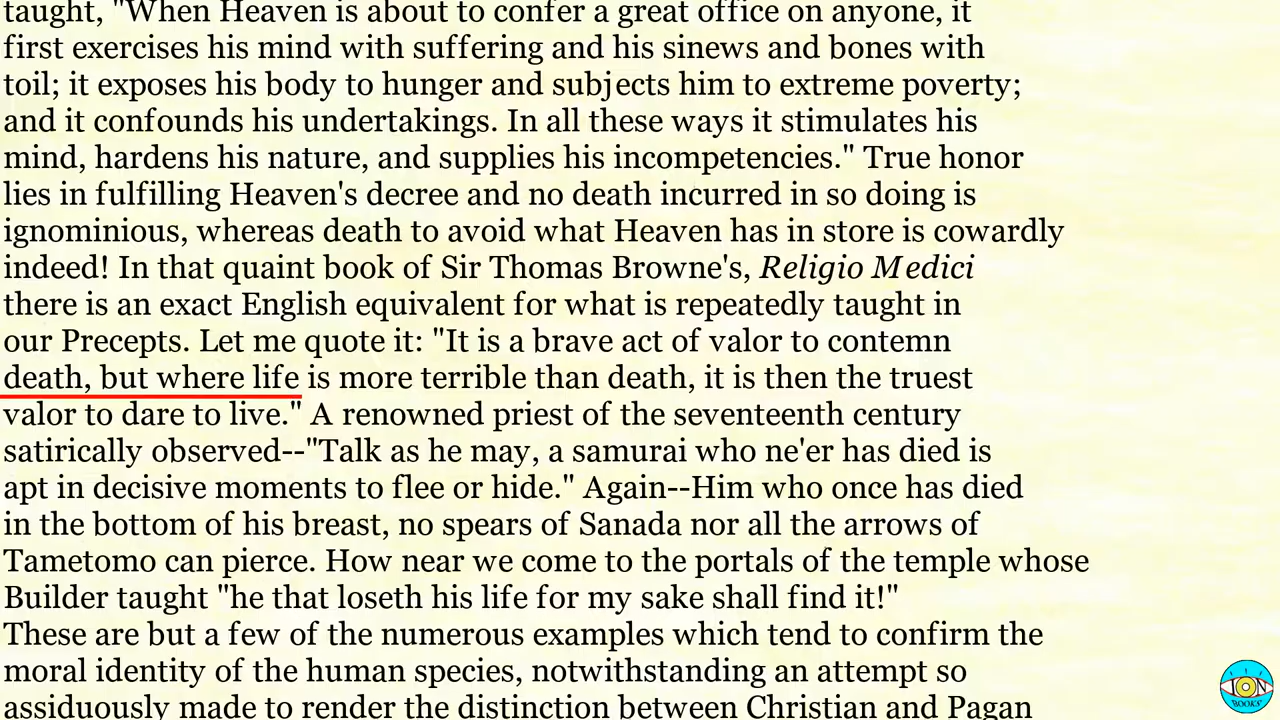 taught, "When Heaven is about to confer a great office on anyone, it
first exercises his mind with suffering and his sinews and bones with
toil; it exposes his body to hunger and subjects him to extreme poverty;
and it confounds his undertakings. In all these ways it stimulates his
mind, hardens his nature, and supplies his incompetencies." True honor
lies in fulfilling Heaven's decree and no death incurred in so doing is
ignominious, whereas death to avoid what Heaven has in store is cowardly
indeed! In that quaint book of Sir Thomas Browne's, Religio Medici
there is an exact English equivalent for what is repeatedly taught in
our Precepts. Let me quote it: "It is a brave act of valor to contemn
death, but where life is more terrible than death, it is then the truest
valor to dare to live." A renowned priest of the seventeenth century
satirically observed--"Talk as he may, a samurai who ne'er has died is
apt in decisive moments to flee or hide." Again--Him who once has died
in the bottom of his breast, no spears of Sanada nor all the arrows of
Tametomo can pierce. How near we come to the portals of the temple whose
Builder taught "he that loseth his life for my sake shall find it!"
These are but a few of the numerous examples which tend to confirm the
moral identity of the human species, notwithstanding an attempt so
assiduously made to render the distinction between Christian and Pagan
ION
BOOKS